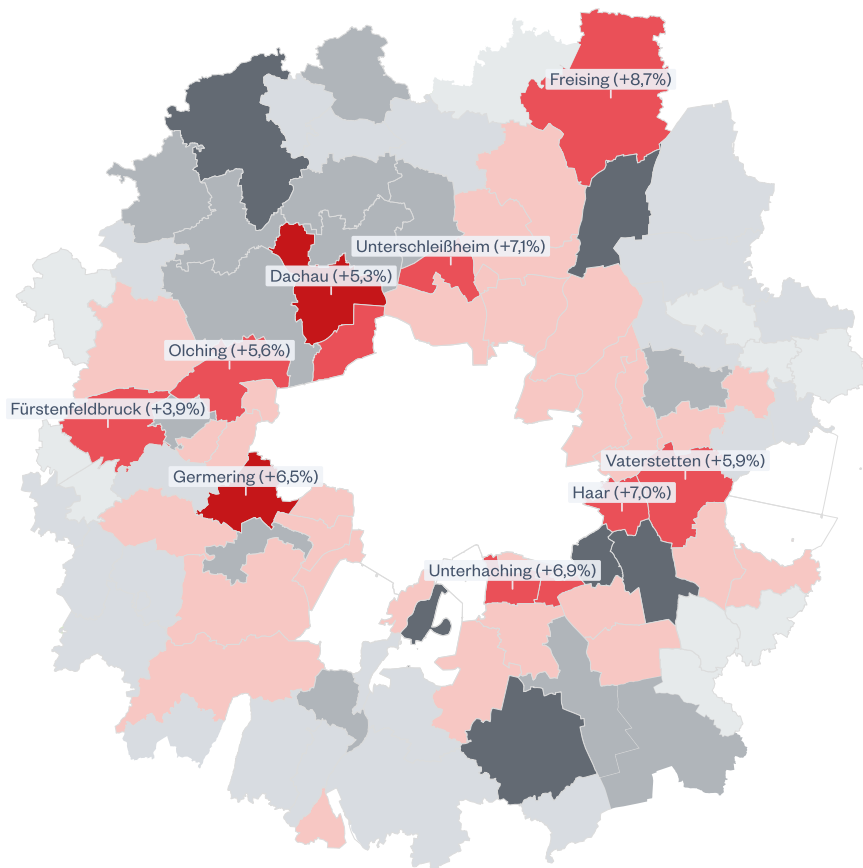 Freising (+8,7%)
Unterschleißheim (+7,1%)
Dachau (+5,3%)
Olching (+5,6%)
Fürstenfeldbruck (+3,9%)
Vaterstetten (+5,9%)
Germering (+6,5%)
Haar (+7,0%)
Unterhaching (+6,9%)